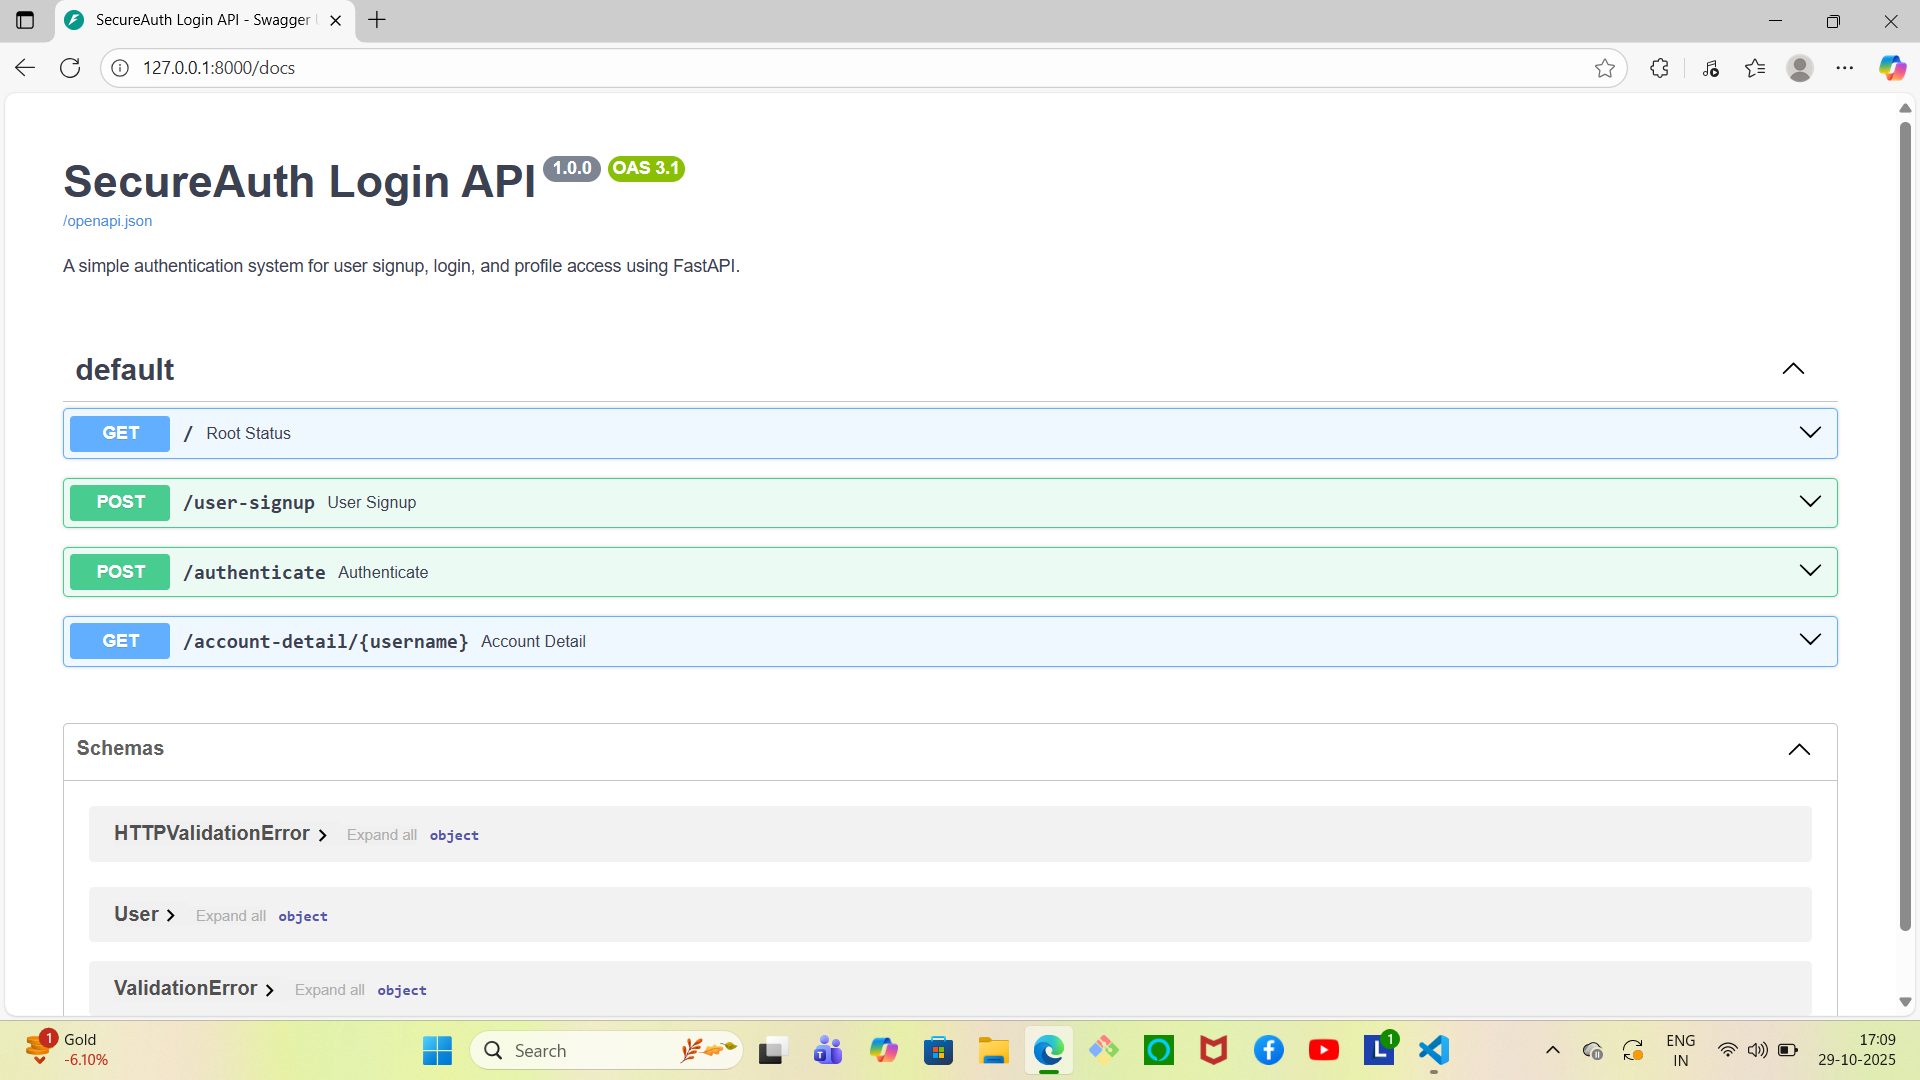 SecureAuth Login API - Swagger
127.0.0.1:8000/docs
SecureAuth Login API 1.0.0 OAS 3.1
/openapi.json
A simple authentication system for user signup, login, and profile access using FastAPI.
default
GET / Root Status
POST /user-signup User Signup
POST /authenticate Authenticate
GET /account-detail/{username} Account Detail
Schemas
HTTPValidationError Expand all object
User Expand all object
ValidationError Expand all object
1 Gold
-6.10%
Search
T
L 1
ENG
IN
17:09
29-10-2025